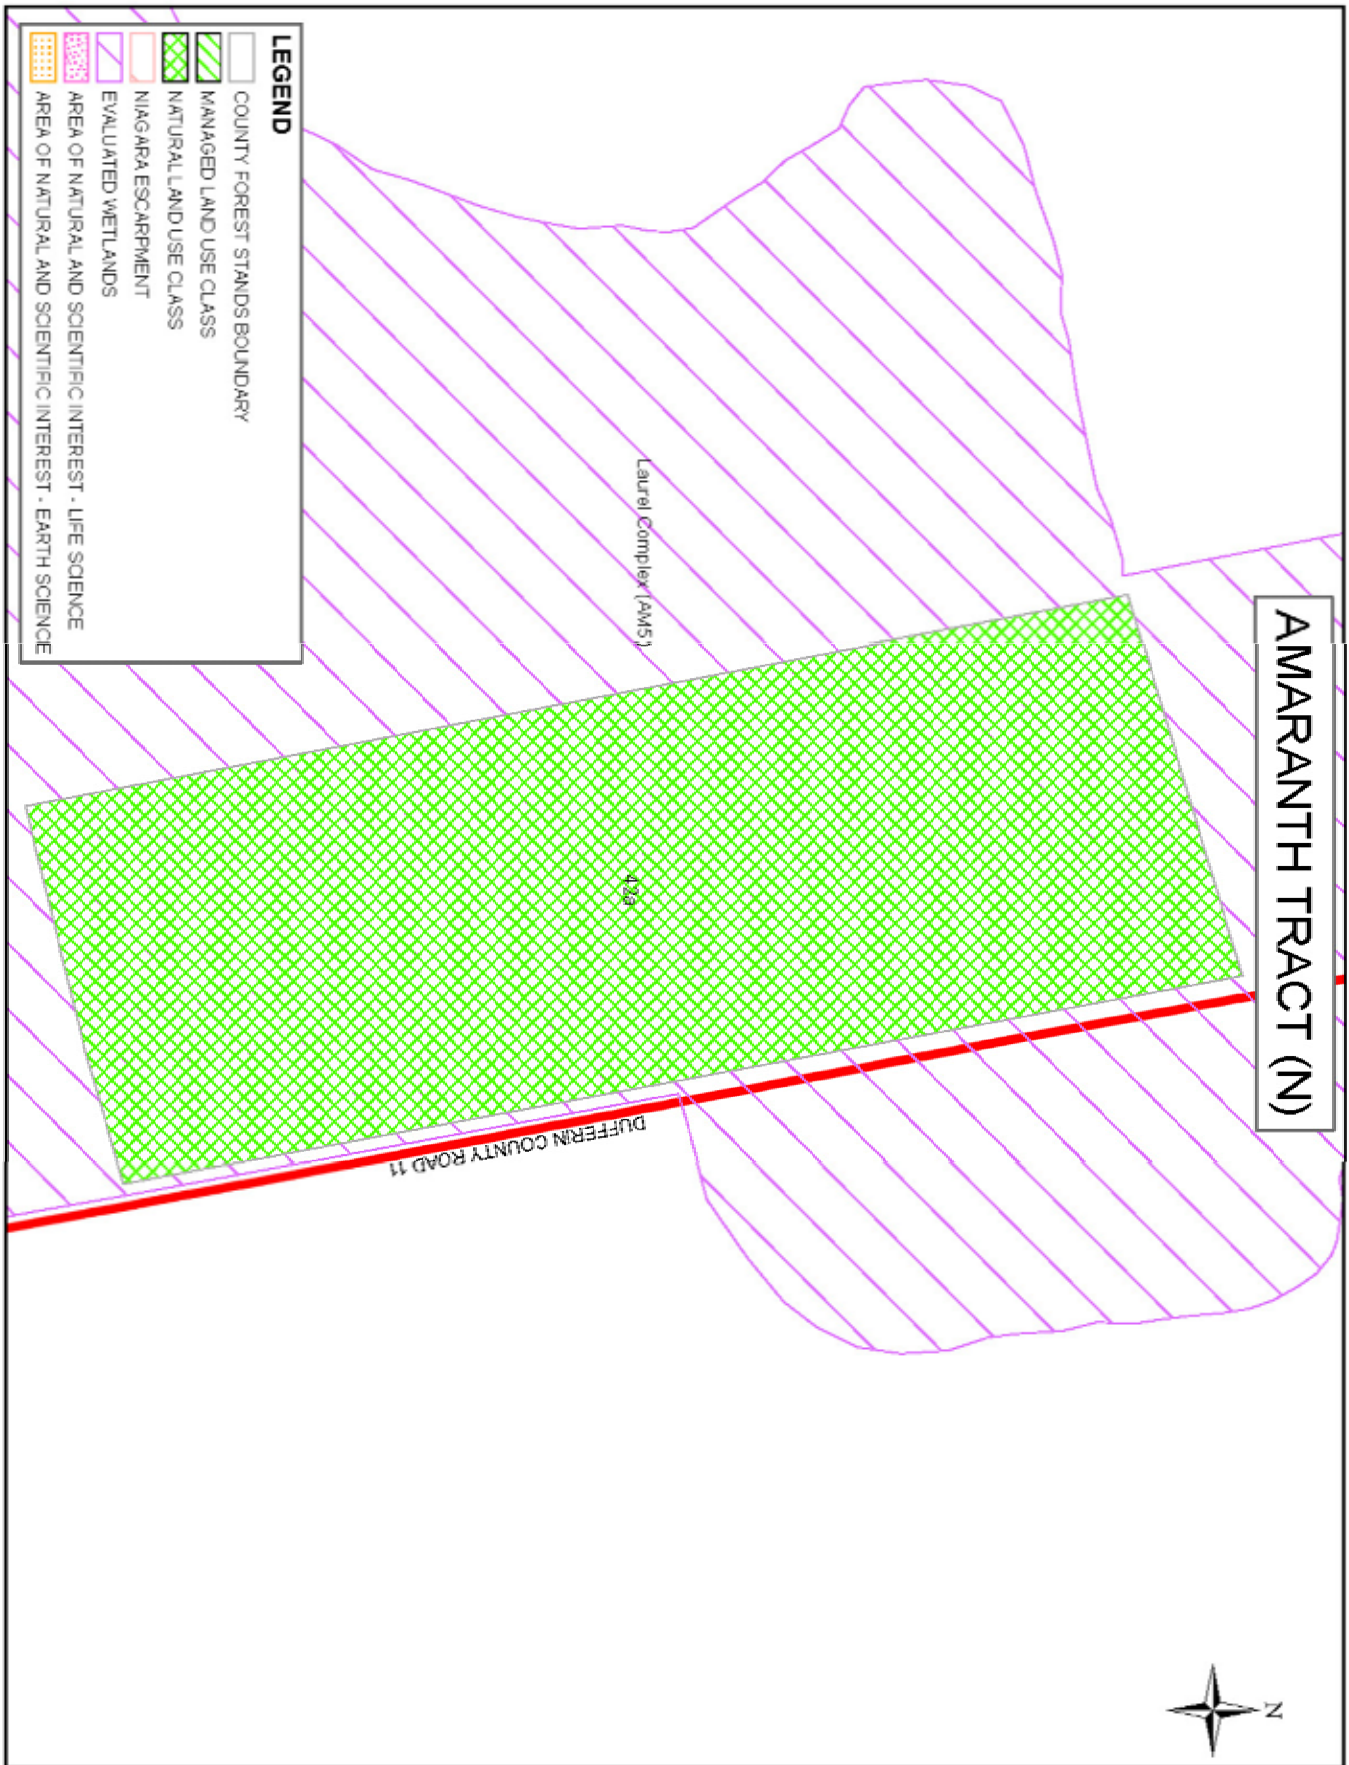 AMARANTH TRACT (N)
N
Laurel Complex (AM5)
42a
DUFFERIN COUNTY ROAD 11
LEGEND
COUNTY FOREST STANDS BOUNDARY
MANAGED LAND USE CLASS
NATURAL LAND USE CLASS
NIAGARA ESCARPMENT
EVALUATED WETLANDS
AREA OF NATURAL AND SCIENTIFIC INTEREST - LIFE SCIENCE
AREA OF NATURAL AND SCIENTIFIC INTEREST - EARTH SCIENCE